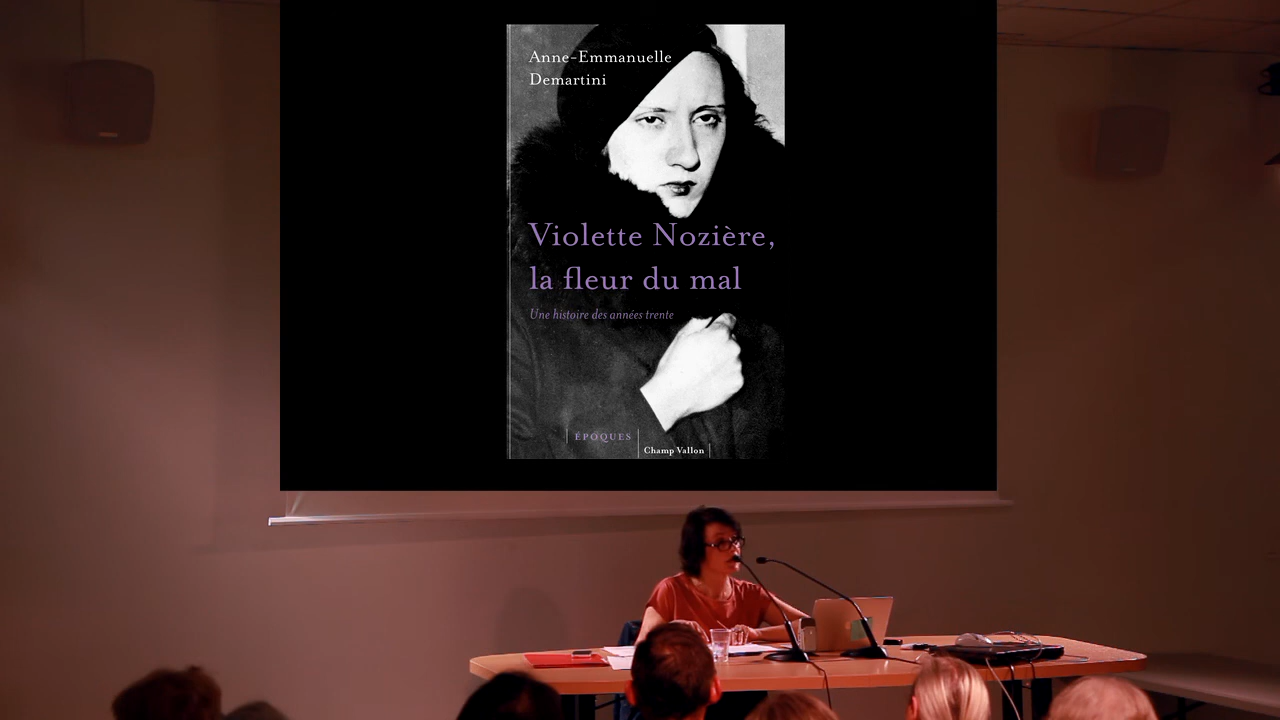 Anne-Emmanuelle
Demartini
Violette Nozière,
la fleur du mal
Une histoire des années trente
ÉPOQUES
Champ Vallon